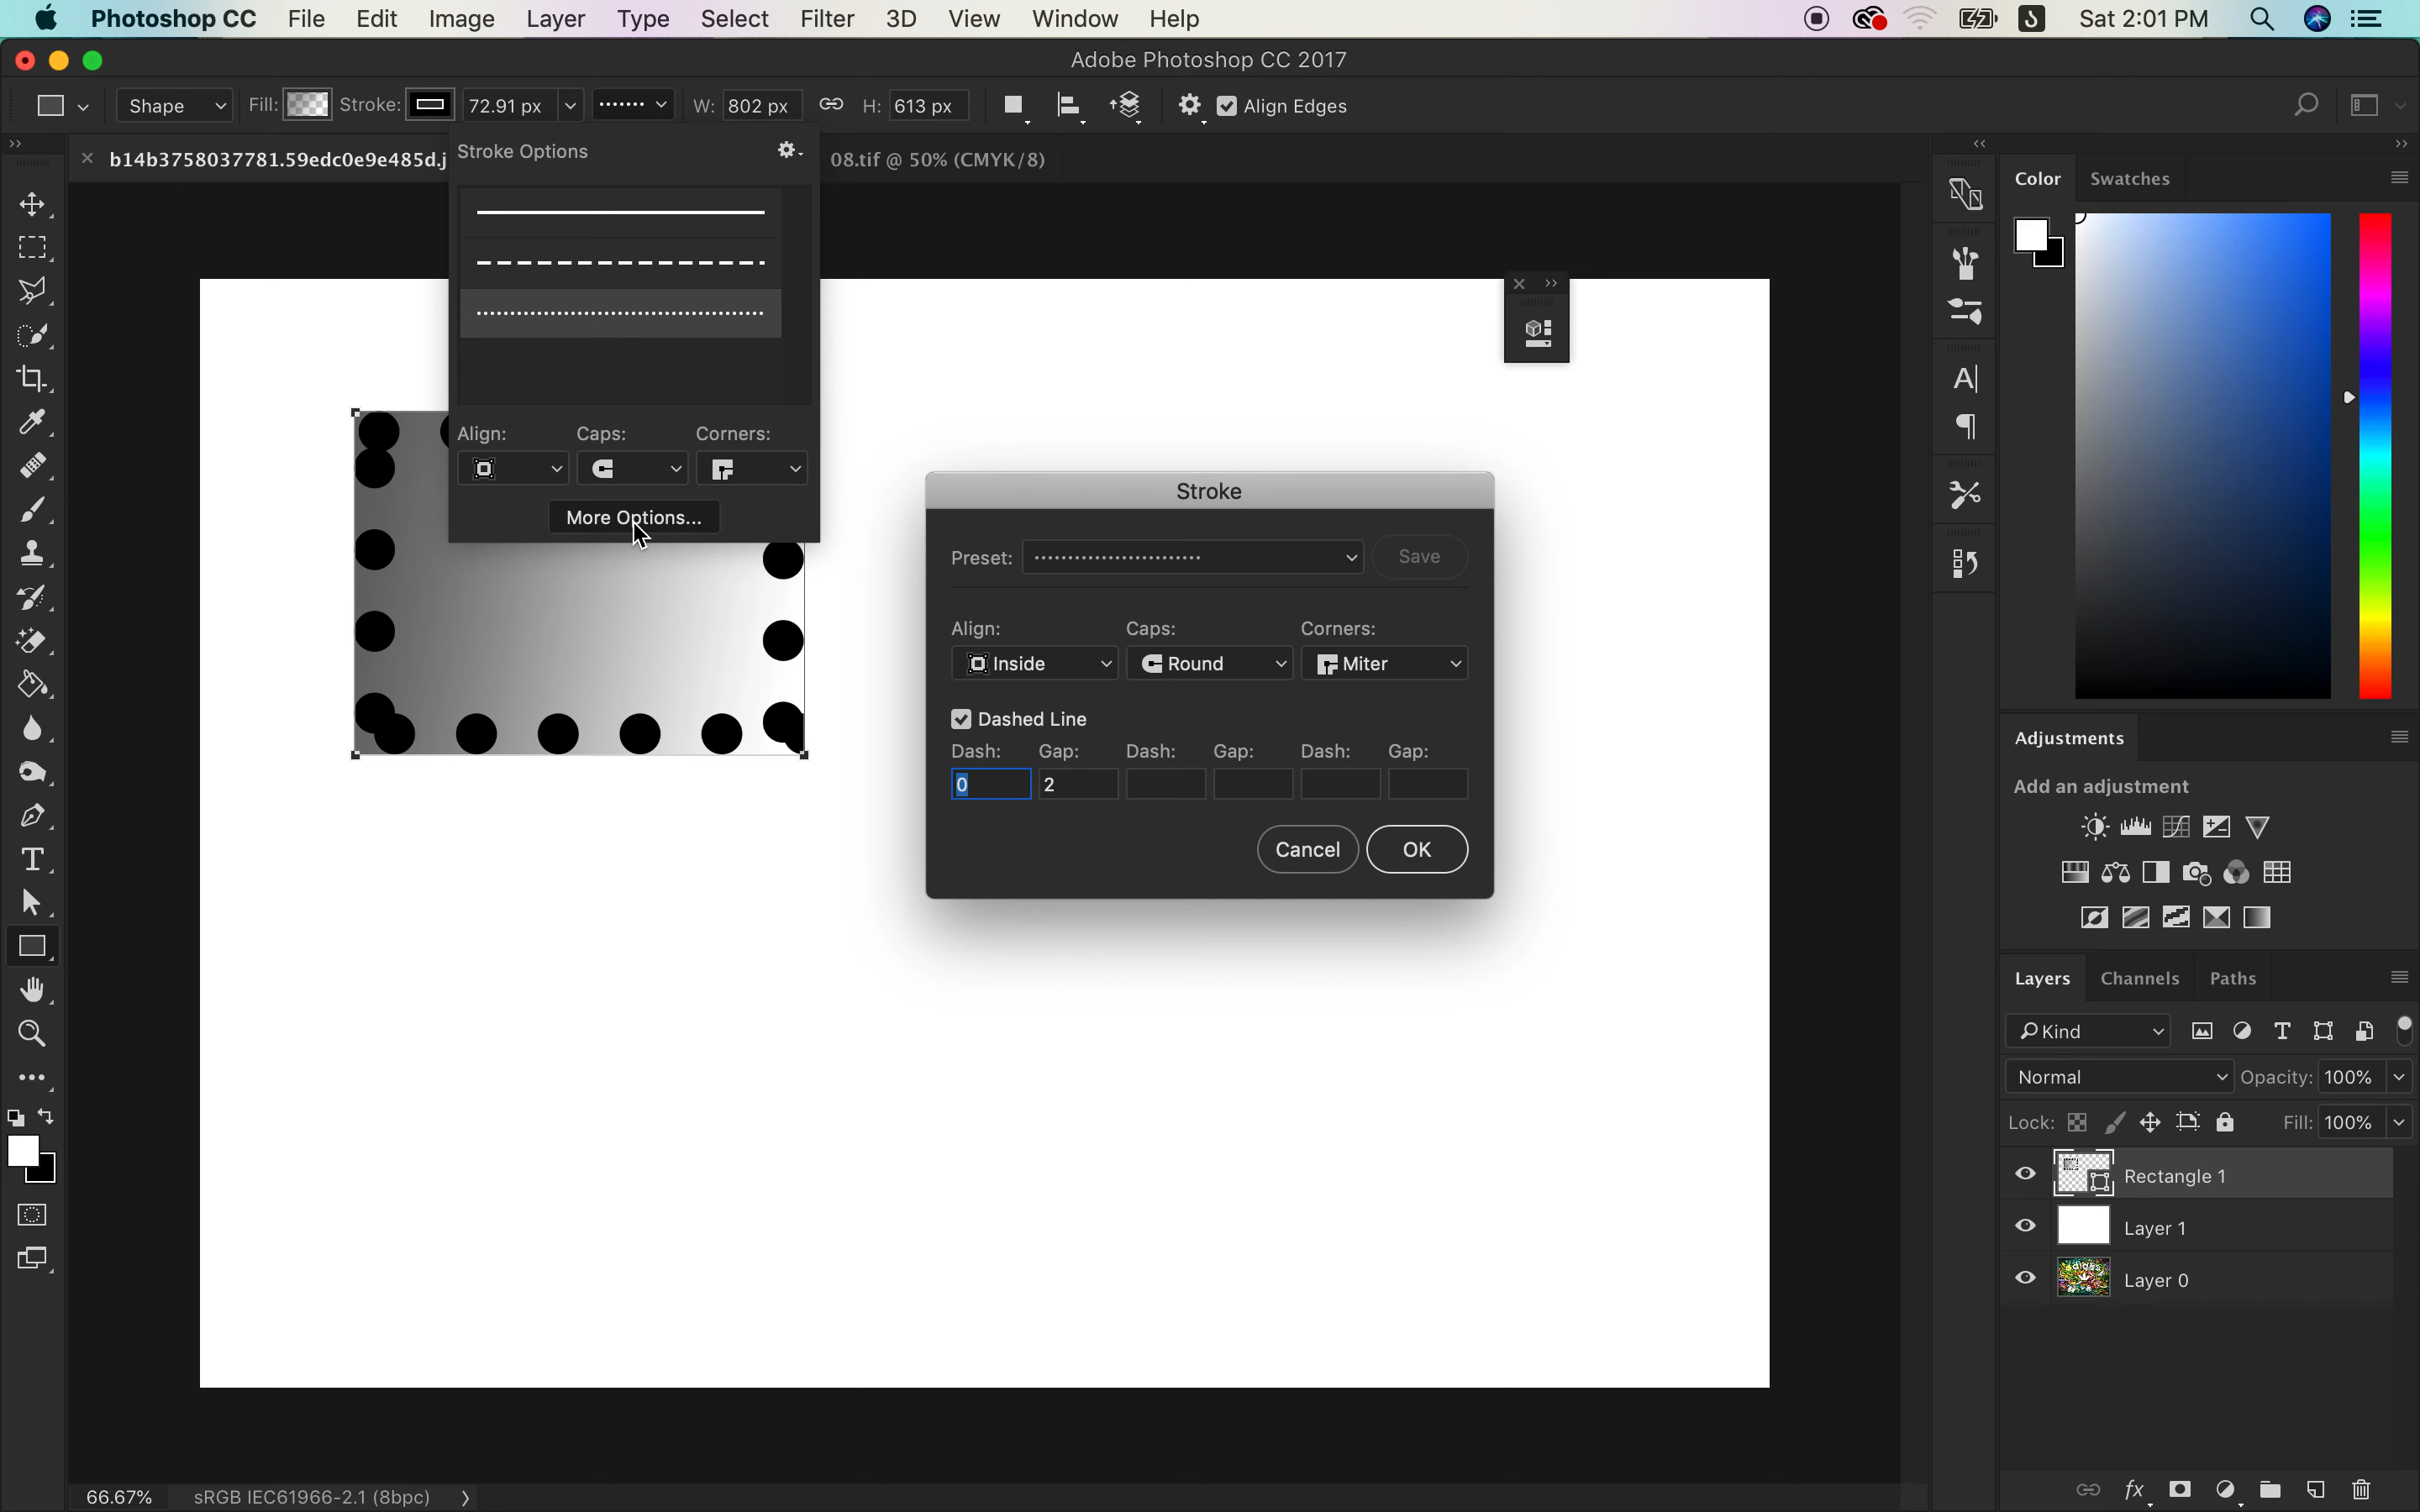 Photoshop CC File Edit Image Layer Type Select Filter 3D View Window Help Sat 2:01 PM
Adobe Photoshop CC 2017
Shape Fill: Stroke: 72.91 px W: 802 px H: 613 px Align Edges
b14b3758037781.59edc0e9e485d.j 08.tif @ 50% (CMYK/8)
Stroke Options
Align: Caps: Corners:
More Options...
Stroke
Preset: Save
Align: Caps: Corners:
Inside Round Miter
Dashed Line
Dash: Gap: Dash: Gap: Dash: Gap:
0 2
Cancel OK
Color Swatches
Adjustments
Add an adjustment
Layers Channels Paths
Kind
Normal Opacity: 100%
Lock: Fill: 100%
Rectangle 1
Layer 1
Layer 0
66.67% sRGB IEC61966-2.1 (8bpc)